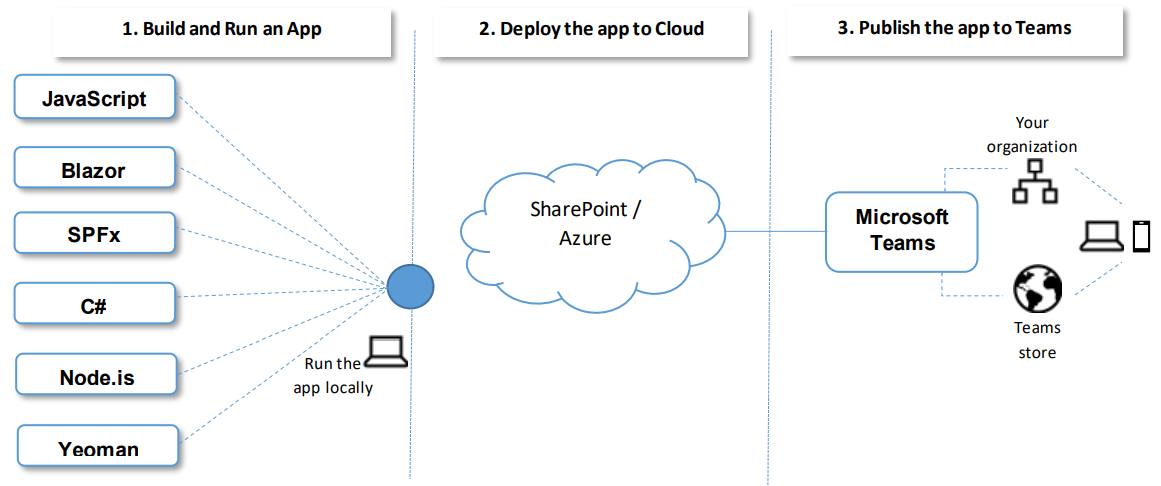 1. Build and Run an App
2. Deploy the app to Cloud
3. Publish the app to Teams
JavaScript
Blazor
SPFx
C#
Node.is
Yeoman
Run the
app locally
SharePoint /
Azure
Microsoft
Teams
Your
organization
Teams
store